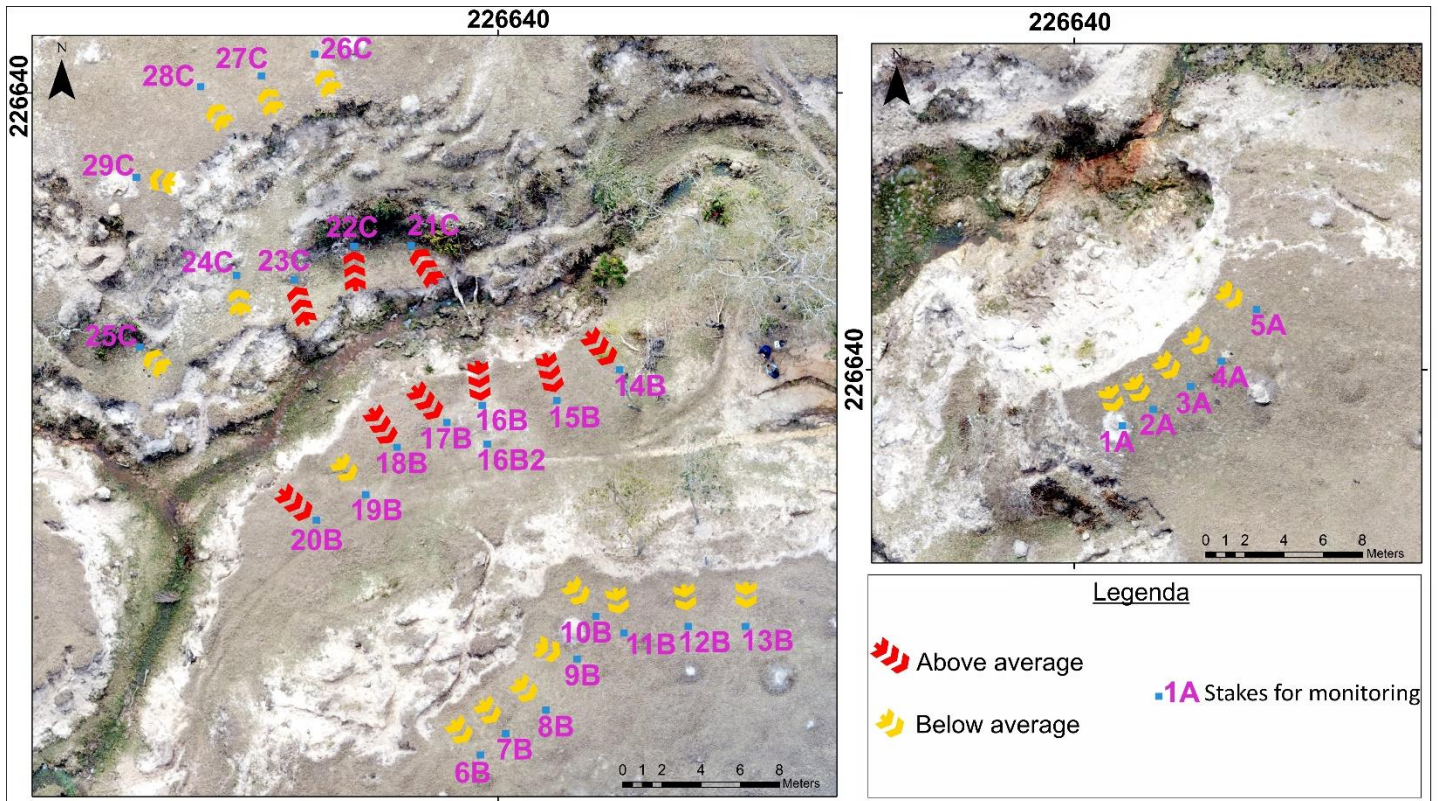 226640
226640
N
26C
27C
28C
29C
22C
21C
24C
23C
25C
14B
15B
16B
17B
16B2
18B
19B
20B
10B
11B
12B
13B
9B
8B
7B
6B
0 1 2 4 6 8
Meters
226640
226640
N
5A
4A
3A
2A
1A
0 1 2 4 6 8
Meters
Legenda
Above average
1A Stakes for monitoring
Below average